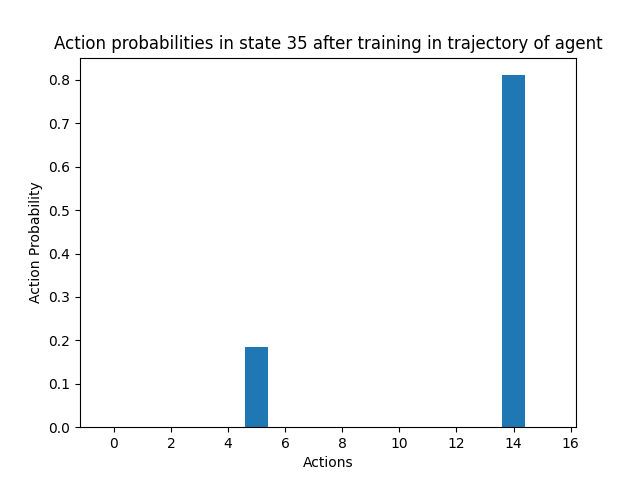 Action probabilities in state 35 after training in trajectory of agent
0.8
0.7
0.6
0.5
0.4
0.3
0.2
0.1
0.0
Action Probability
0 2 4 6 8 10 12 14 16
Actions